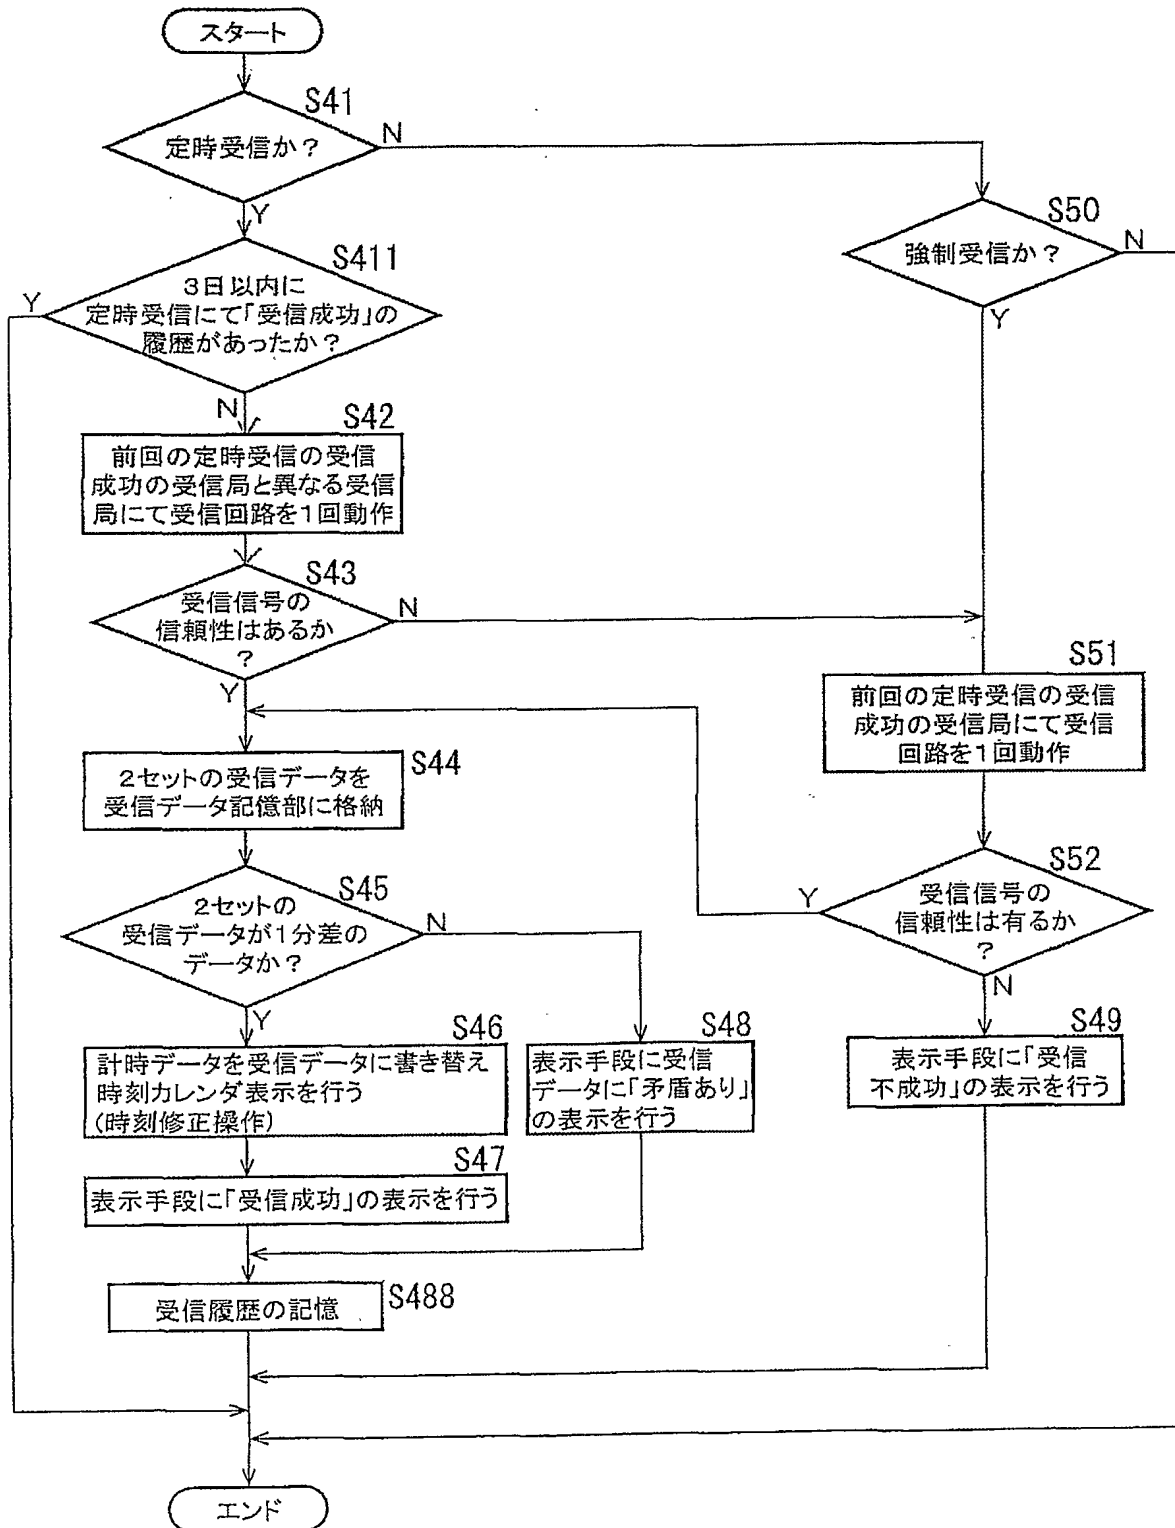 スタート
S41
定時受信か？
N
Y
S50
強制受信か？
N
Y
S411
3日以内に
定時受信にて「受信成功」の
履歴があったか？
Y
N
S42
前回の定時受信の受信
成功の受信局と異なる受信
局にて受信回路を1回動作
S43
受信信号の
信頼性はあるか
？
N
Y
S51
前回の定時受信の受信
成功の受信局にて受信
回路を1回動作
S44
2セットの受信データを
受信データ記憶部に格納
S52
受信信号の
信頼性は有るか
？
Y
N
S45
2セットの
受信データが1分差の
データか？
N
Y
S46
計時データを受信データに書き替え
時刻カレンダ表示を行う
(時刻修正操作)
S48
表示手段に受信
データに「矛盾あり」
の表示を行う
S49
表示手段に「受信
不成功」の表示を行う
S47
表示手段に「受信成功」の表示を行う
受信履歴の記憶
S488
エンド